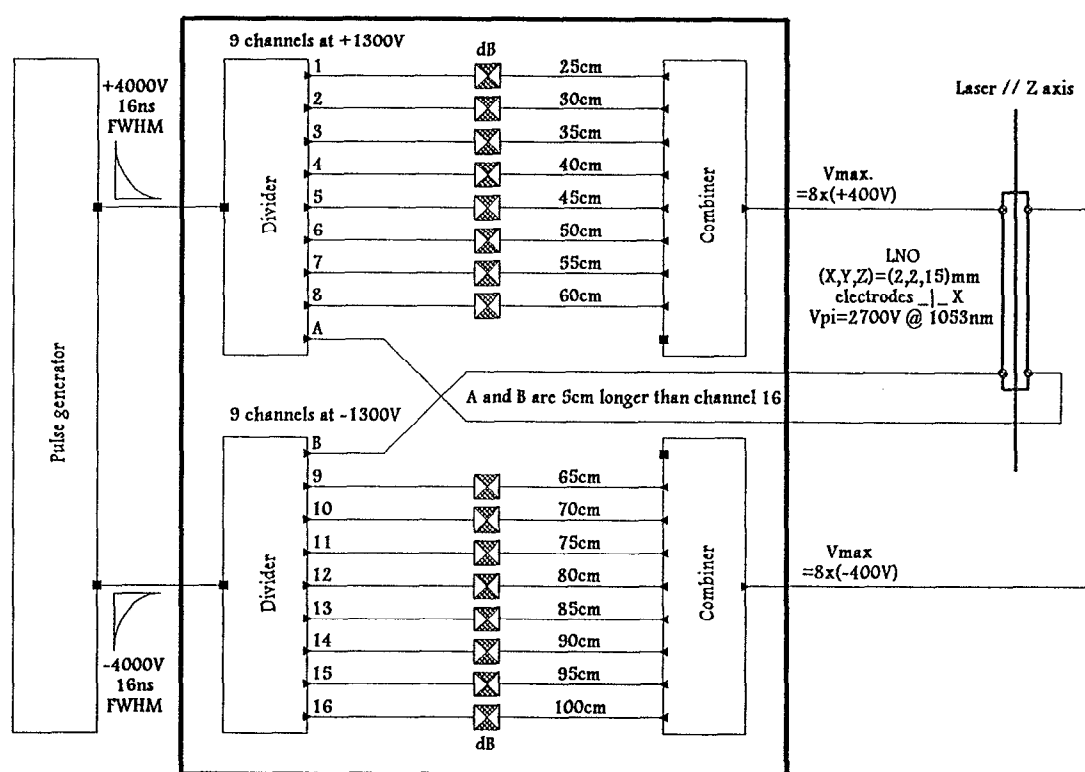 9 channels at +1300V
dB
+4000V
16ns
FWHM
1
25cm
2
30cm
3
35cm
4
40cm
5
45cm
6
50cm
7
55cm
8
60cm
A
Divider
Combiner
Laser // Z axis
Vmax.
=8x(+400V)
LNO
(X,Y,Z)=(2,2,15)mm
electrodes _|_ X
Vpi=2700V @ 1053nm
Pulse generator
A and B are 5cm longer than channel 16
9 channels at -1300V
B
9
65cm
10
70cm
11
75cm
12
80cm
13
85cm
14
90cm
15
95cm
16
100cm
dB
Divider
Combiner
Vmax
=8x(-400V)
-4000V
16ns
FWHM